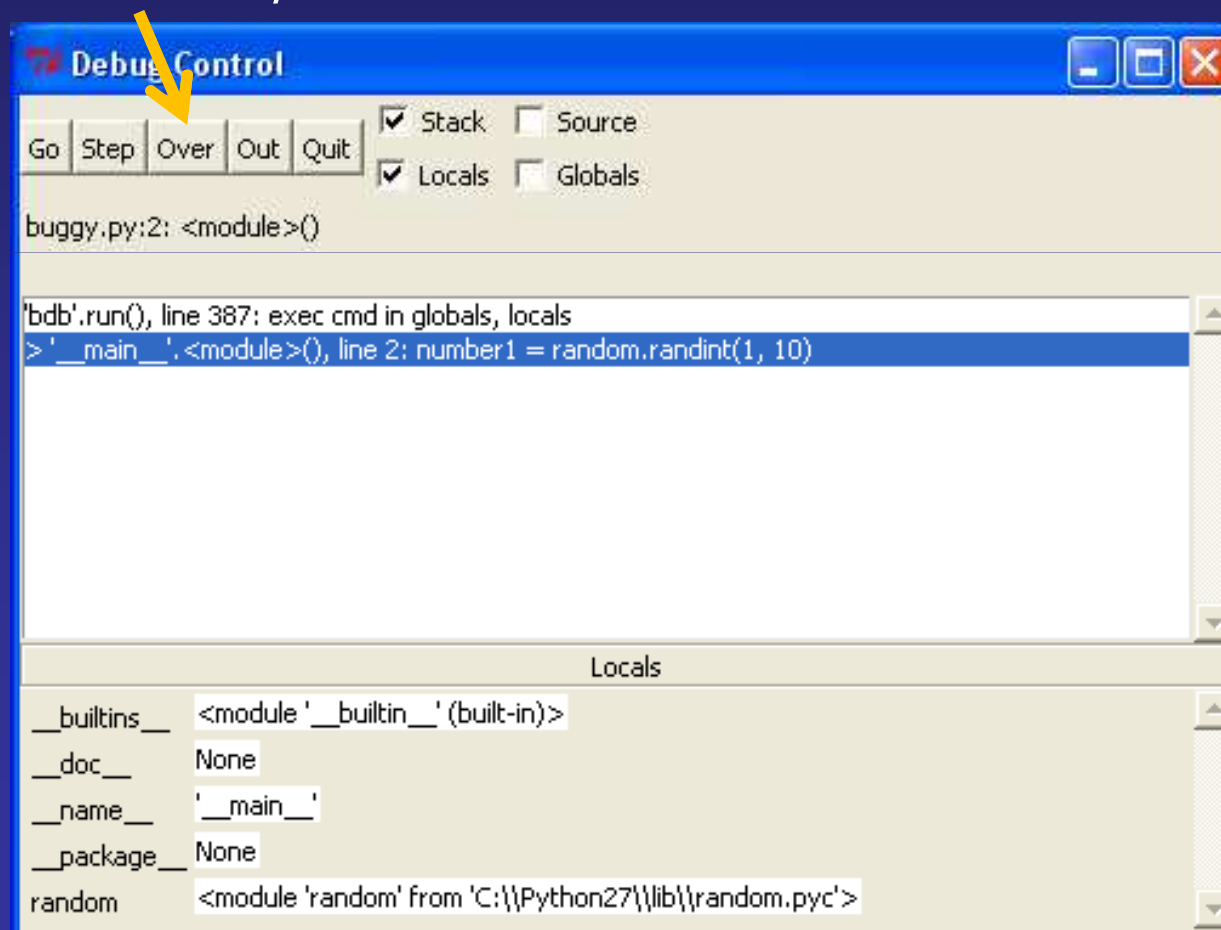 Debug Control
Go Step Over Out Quit
Stack Source
Locals Globals
buggy.py:2: <module>()
'bdb'.run(), line 387: exec cmd in globals, locals
> '__main__'.<module>(), line 2: number1 = random.randint(1, 10)
Locals
__builtins__ <module '__builtin__' (built-in)>
__doc__ None
__name__ '__main__'
__package__ None
random <module 'random' from 'C:\\Python27\\lib\\random.pyc'>